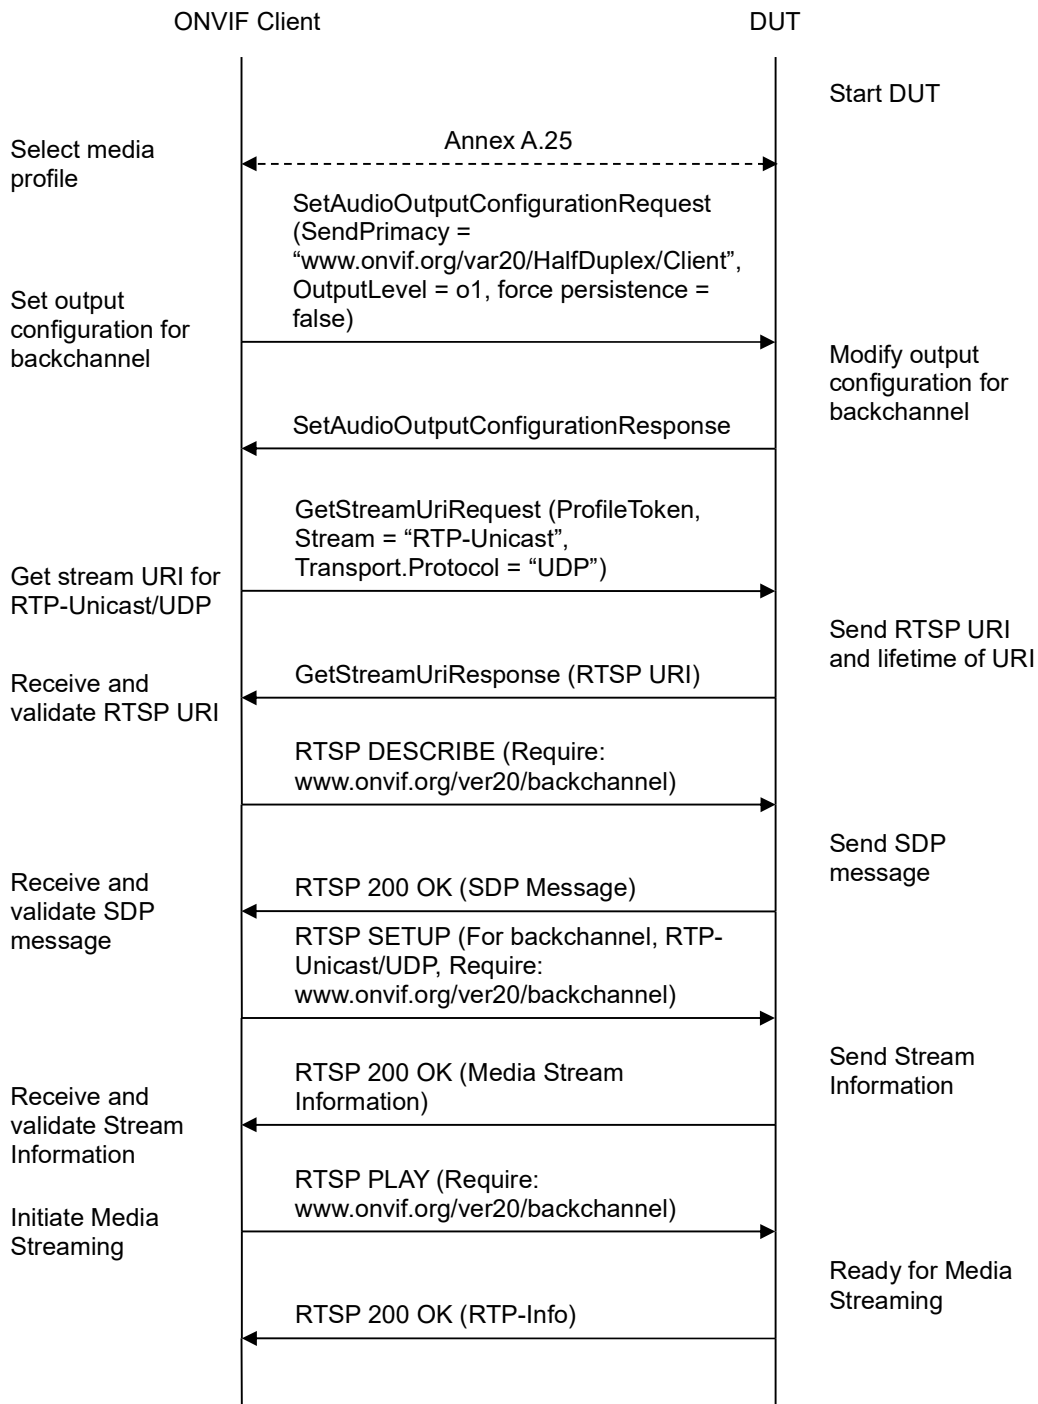 ONVIF Client
DUT
Start DUT
Annex A.25
Select media
profile
SetAudioOutputConfigurationRequest
(SendPrimacy =
“www.onvif.org/var20/HalfDuplex/Client”,
OutputLevel = o1, force persistence =
false)
Set output
configuration for
backchannel
Modify output
configuration for
backchannel
SetAudioOutputConfigurationResponse
GetStreamUriRequest (ProfileToken,
Stream = “RTP-Unicast”,
Transport.Protocol = “UDP”)
Get stream URI for
RTP-Unicast/UDP
Send RTSP URI
and lifetime of URI
GetStreamUriResponse (RTSP URI)
Receive and
validate RTSP URI
RTSP DESCRIBE (Require:
www.onvif.org/ver20/backchannel)
Send SDP
message
RTSP 200 OK (SDP Message)
Receive and
validate SDP
message
RTSP SETUP (For backchannel, RTP-
Unicast/UDP, Require:
www.onvif.org/ver20/backchannel)
Send Stream
Information
RTSP 200 OK (Media Stream
Information)
Receive and
validate Stream
Information
RTSP PLAY (Require:
www.onvif.org/ver20/backchannel)
Initiate Media
Streaming
Ready for Media
Streaming
RTSP 200 OK (RTP-Info)